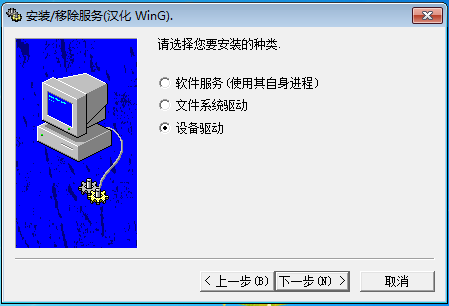 安装/移除服务(汉化 WinG).
请选择您要安装的种类.
软件服务(使用其自身进程)
文件系统驱动
设备驱动
< 上一步(B)
下一步(N) >
取消